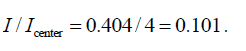 I/I_center = 0.404/4 = 0.101.